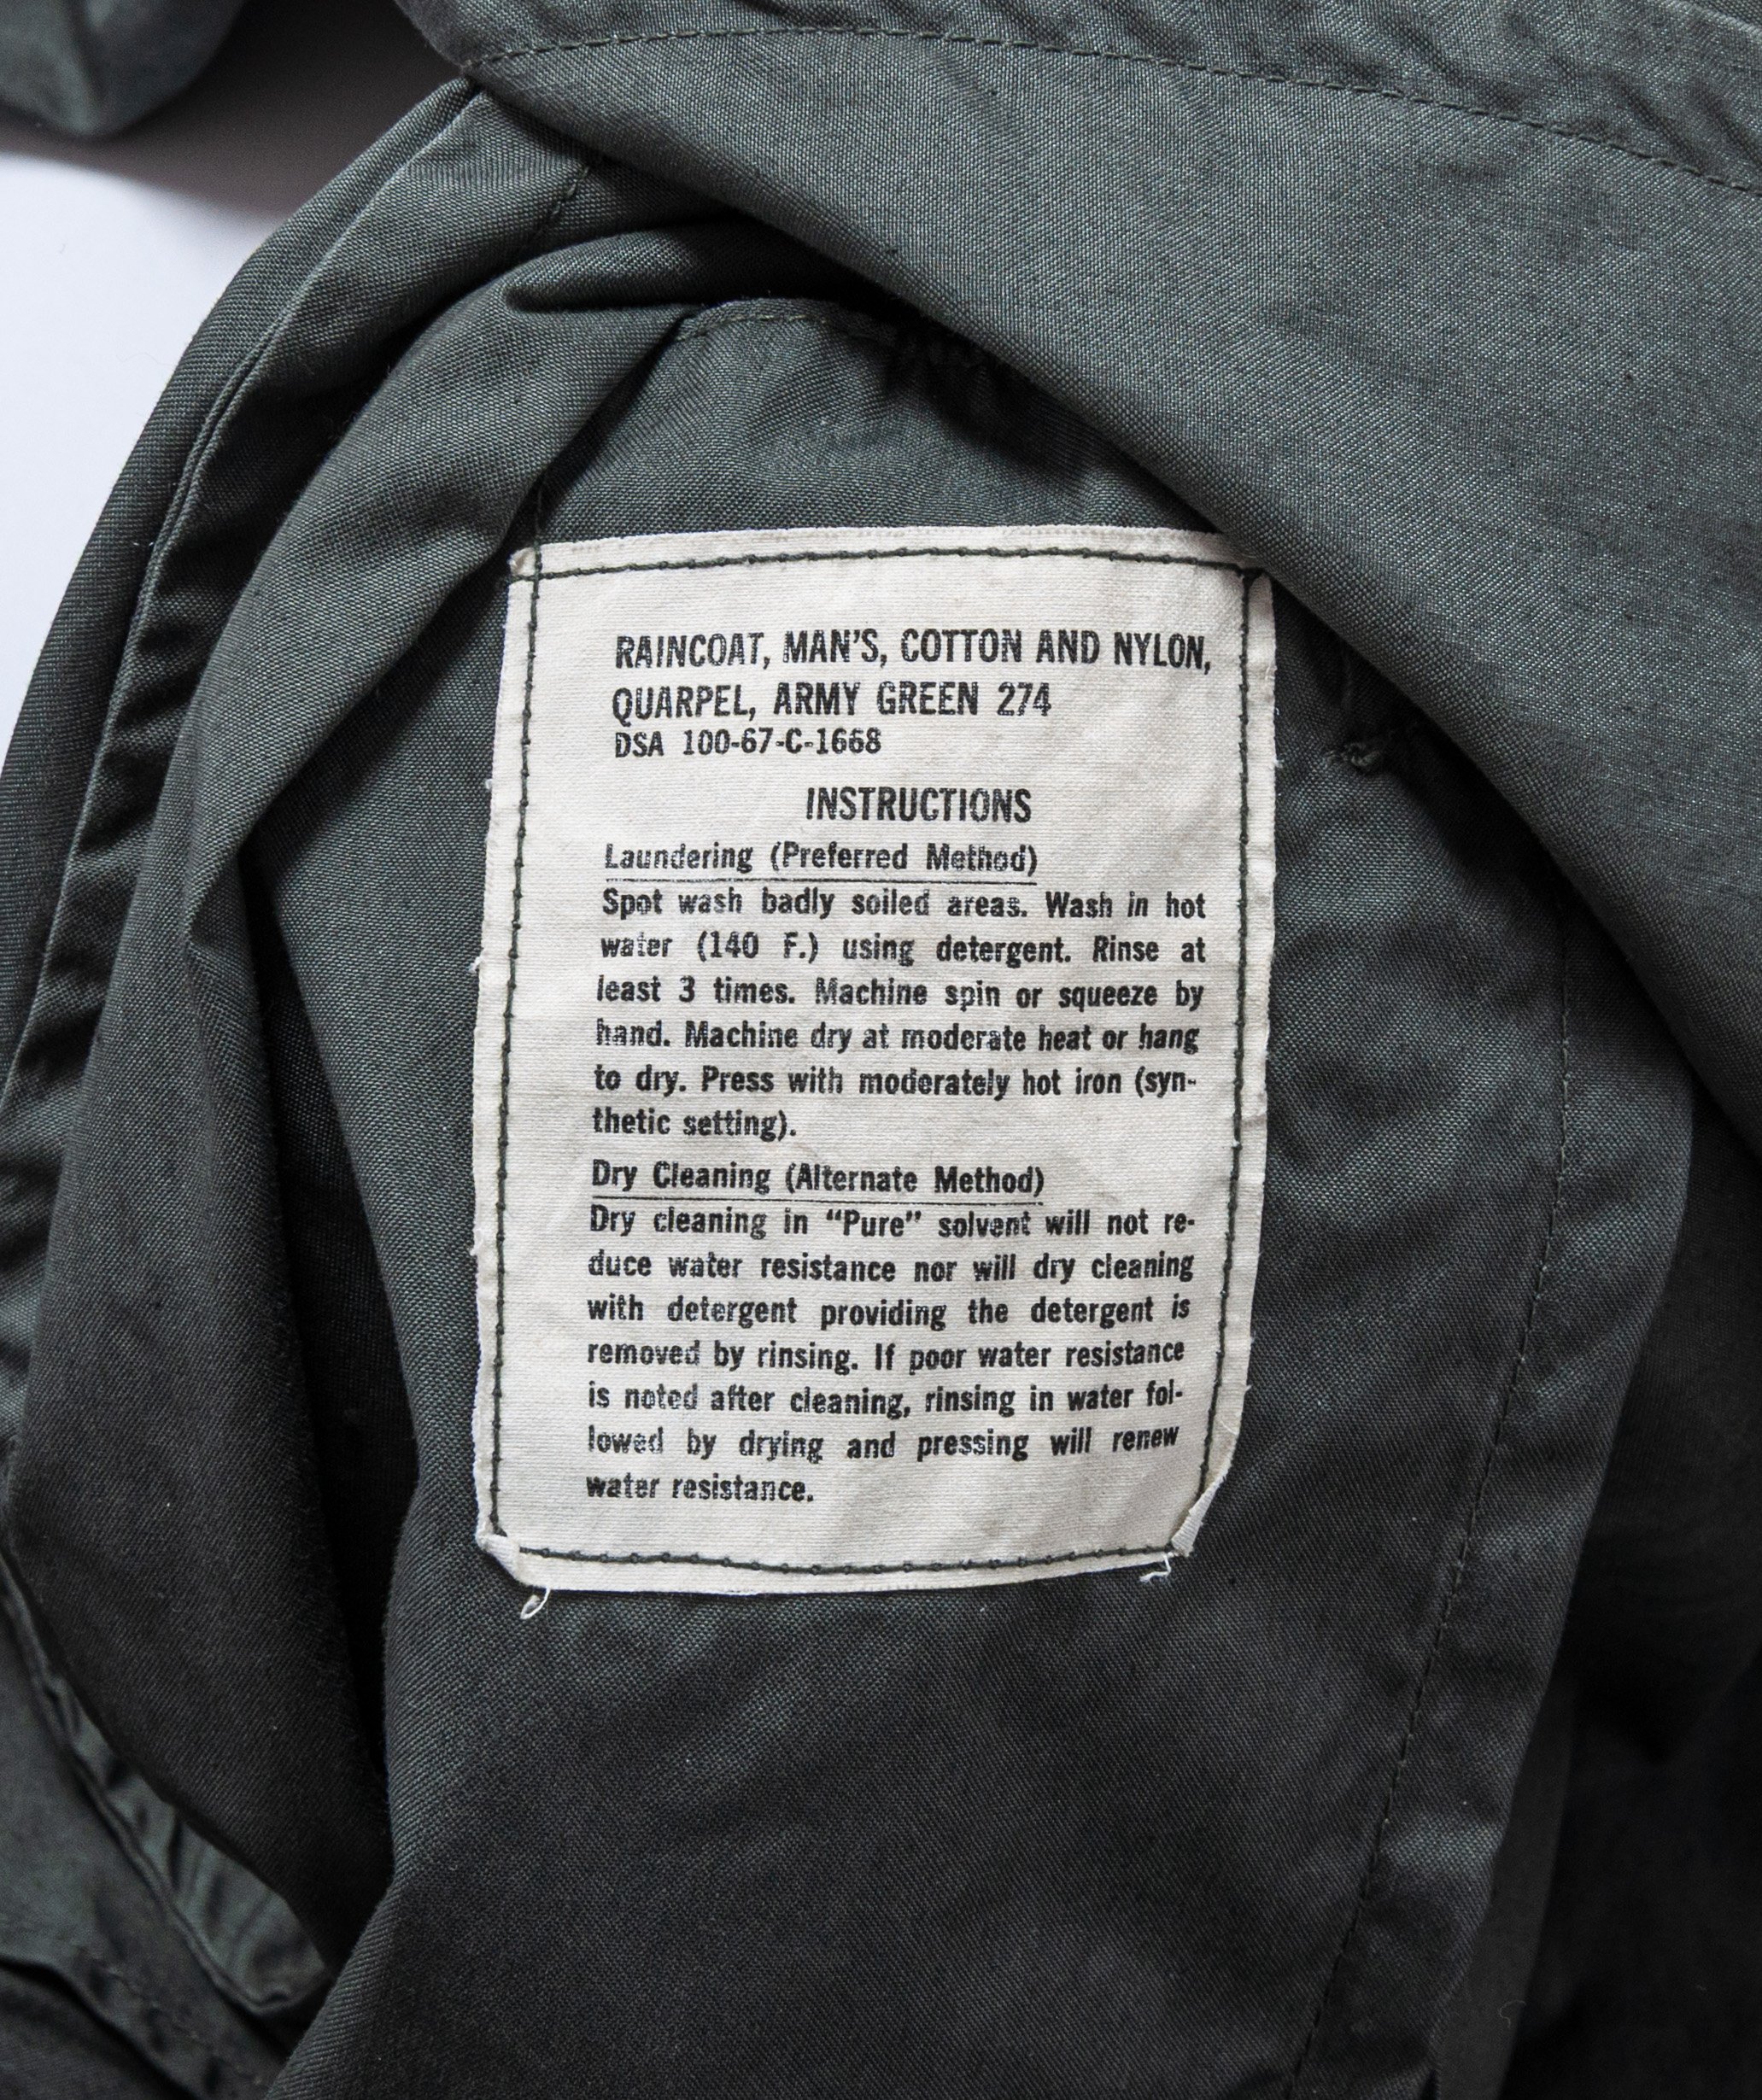 RAINCOAT, MAN'S, COTTON AND NYLON,
QUARPEL, ARMY GREEN 274
DSA 100-67-C-1668
INSTRUCTIONS
Laundering (Preferred Method)
Spot wash badly soiled areas. Wash in hot
water (140 F.) using detergent. Rinse at
least 3 times. Machine spin or squeeze by
hand. Machine dry at moderate heat or hang
to dry. Press with moderately hot iron (syn-
thetic setting).
Dry Cleaning (Alternate Method)
Dry cleaning in “Pure” solvent will not re-
duce water resistance nor will dry cleaning
with detergent providing the detergent is
removed by rinsing. If poor water resistance
is noted after cleaning, rinsing in water fol-
lowed by drying and pressing will renew
water resistance.